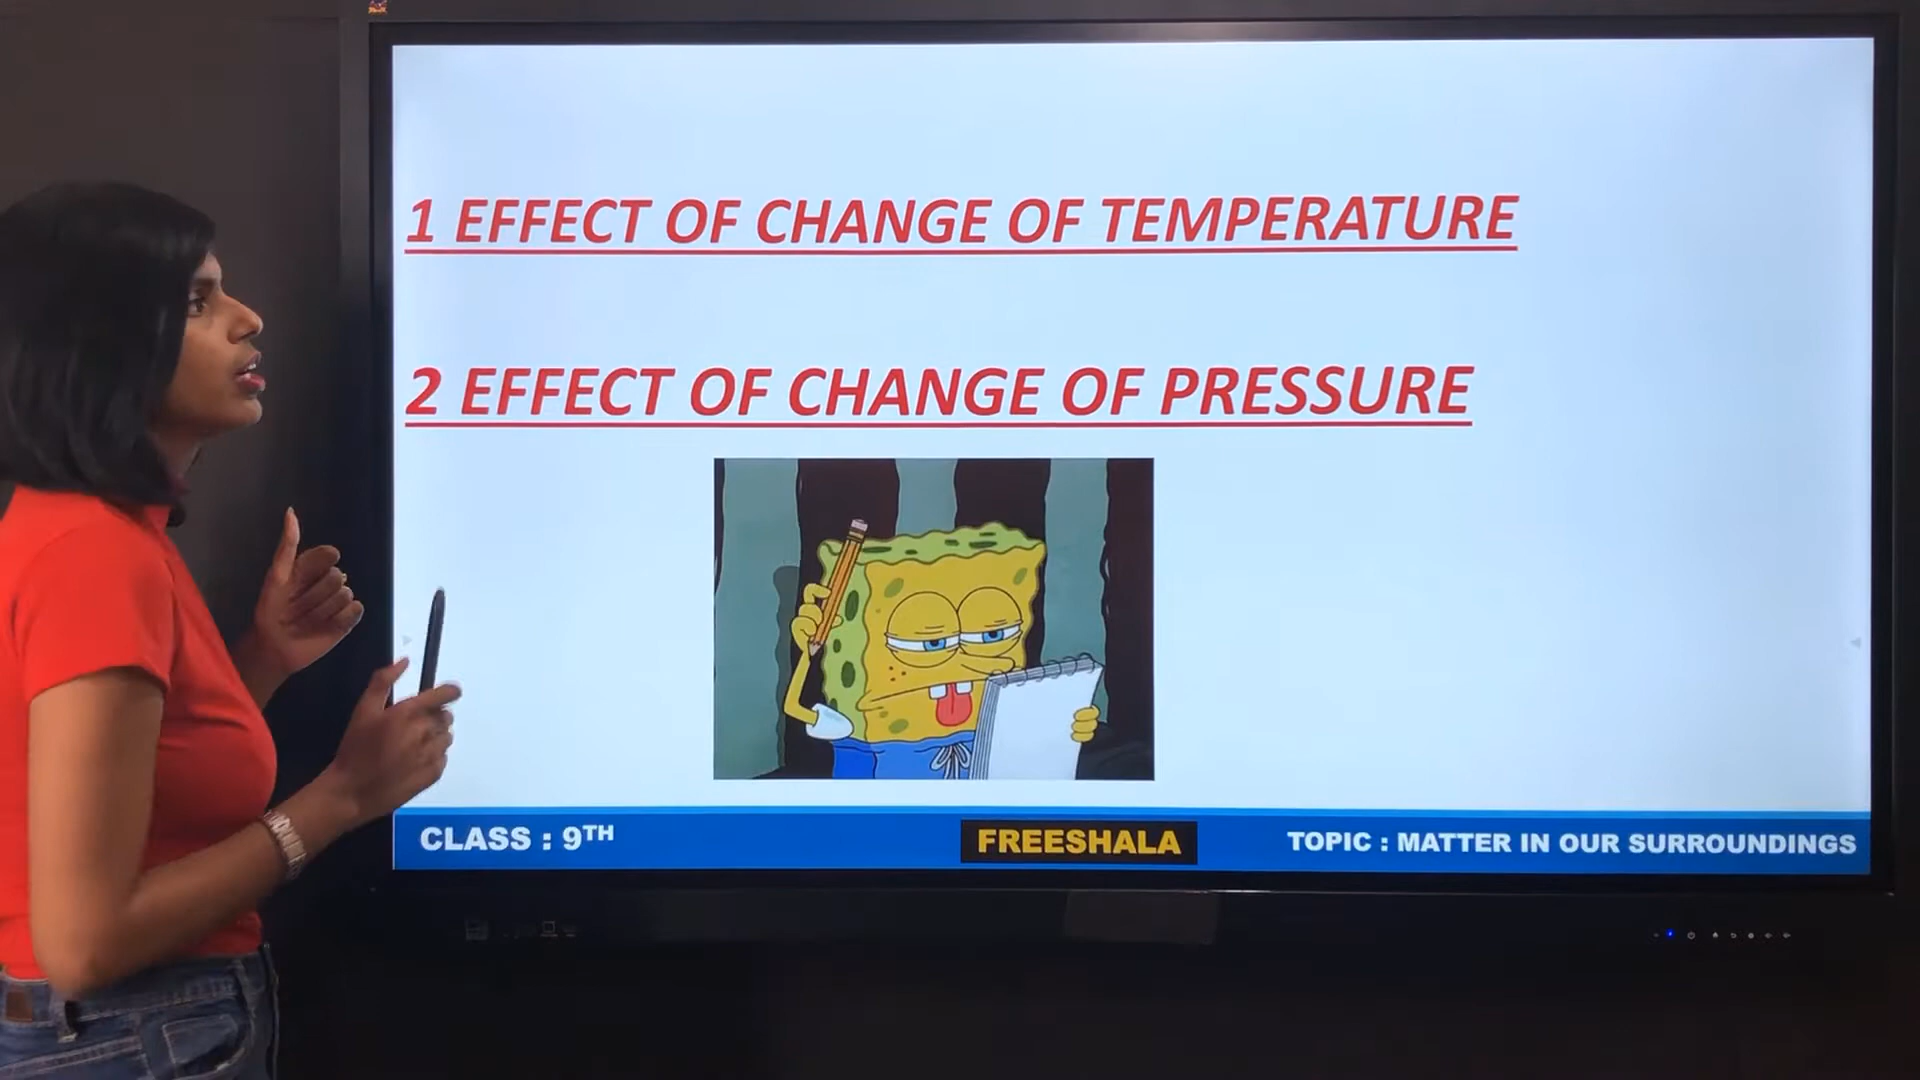 1 EFFECT OF CHANGE OF TEMPERATURE
2 EFFECT OF CHANGE OF PRESSURE
CLASS : 9TH
FREESHALA
TOPIC : MATTER IN OUR SURROUNDINGS